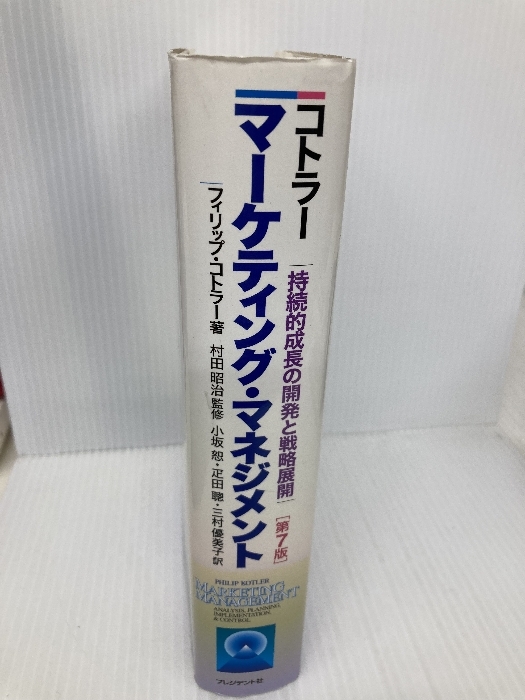 コトラー
マーケティング・マネジメント
持続的成長の開発と戦略展開
[第7版]
フィリップ・コトラー著
村田昭治監修 小坂 恕・疋田 聰・三村優美子訳
PHILIP KOTLER
MARKETING
MANAGEMENT
ANALYSIS, PLANNING,
IMPLEMENTATION,
& CONTROL
プレジデント社